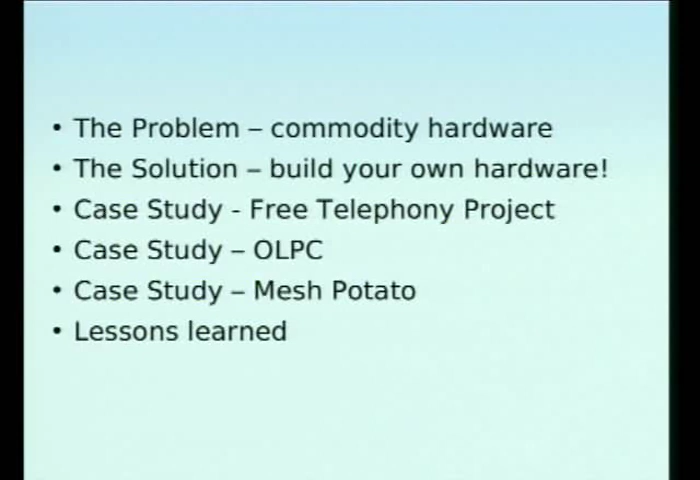 • The Problem – commodity hardware
• The Solution – build your own hardware!
• Case Study - Free Telephony Project
• Case Study – OLPC
• Case Study – Mesh Potato
• Lessons learned